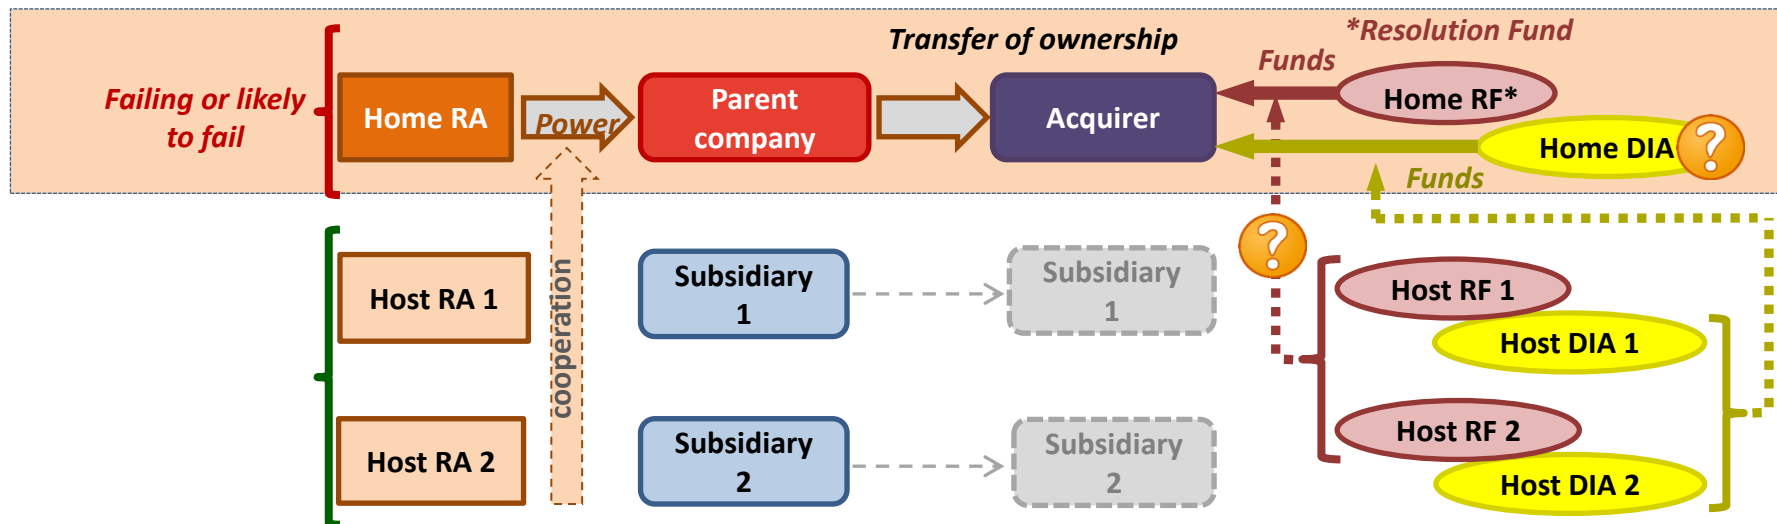 Transfer of ownership
*Resolution Fund
Funds
Failing or likely
to fail
Home RA
Power
Parent
company
Acquirer
Home RF*
Home DIA
?
Funds
cooperation
?
Host RA 1
Subsidiary
1
Subsidiary
1
Host RF 1
Host DIA 1
Host RA 2
Subsidiary
2
Subsidiary
2
Host RF 2
Host DIA 2